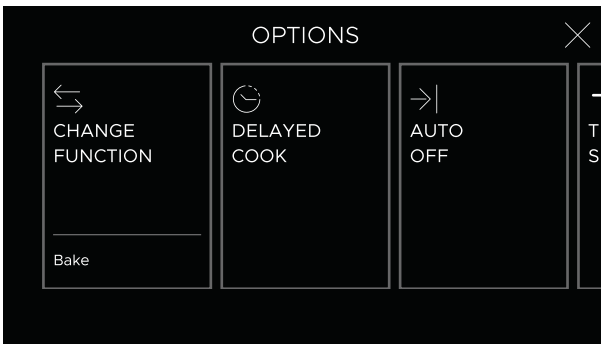 OPTIONS
CHANGE
FUNCTION
Bake
DELAYED
COOK
AUTO
OFF
T
S